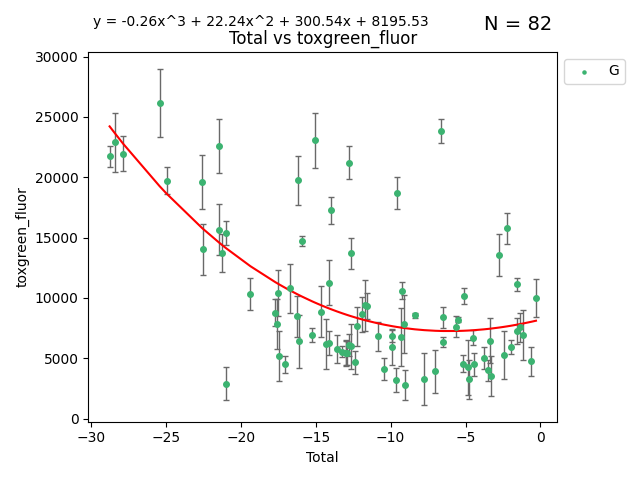 y = -0.26x^3 + 22.24x^2 + 300.54x + 8195.53
N = 82
Total vs toxgreen_fluor
G
30000
25000
20000
15000
10000
5000
0
toxgreen_fluor
−30 −25 −20 −15 −10 −5 0
Total